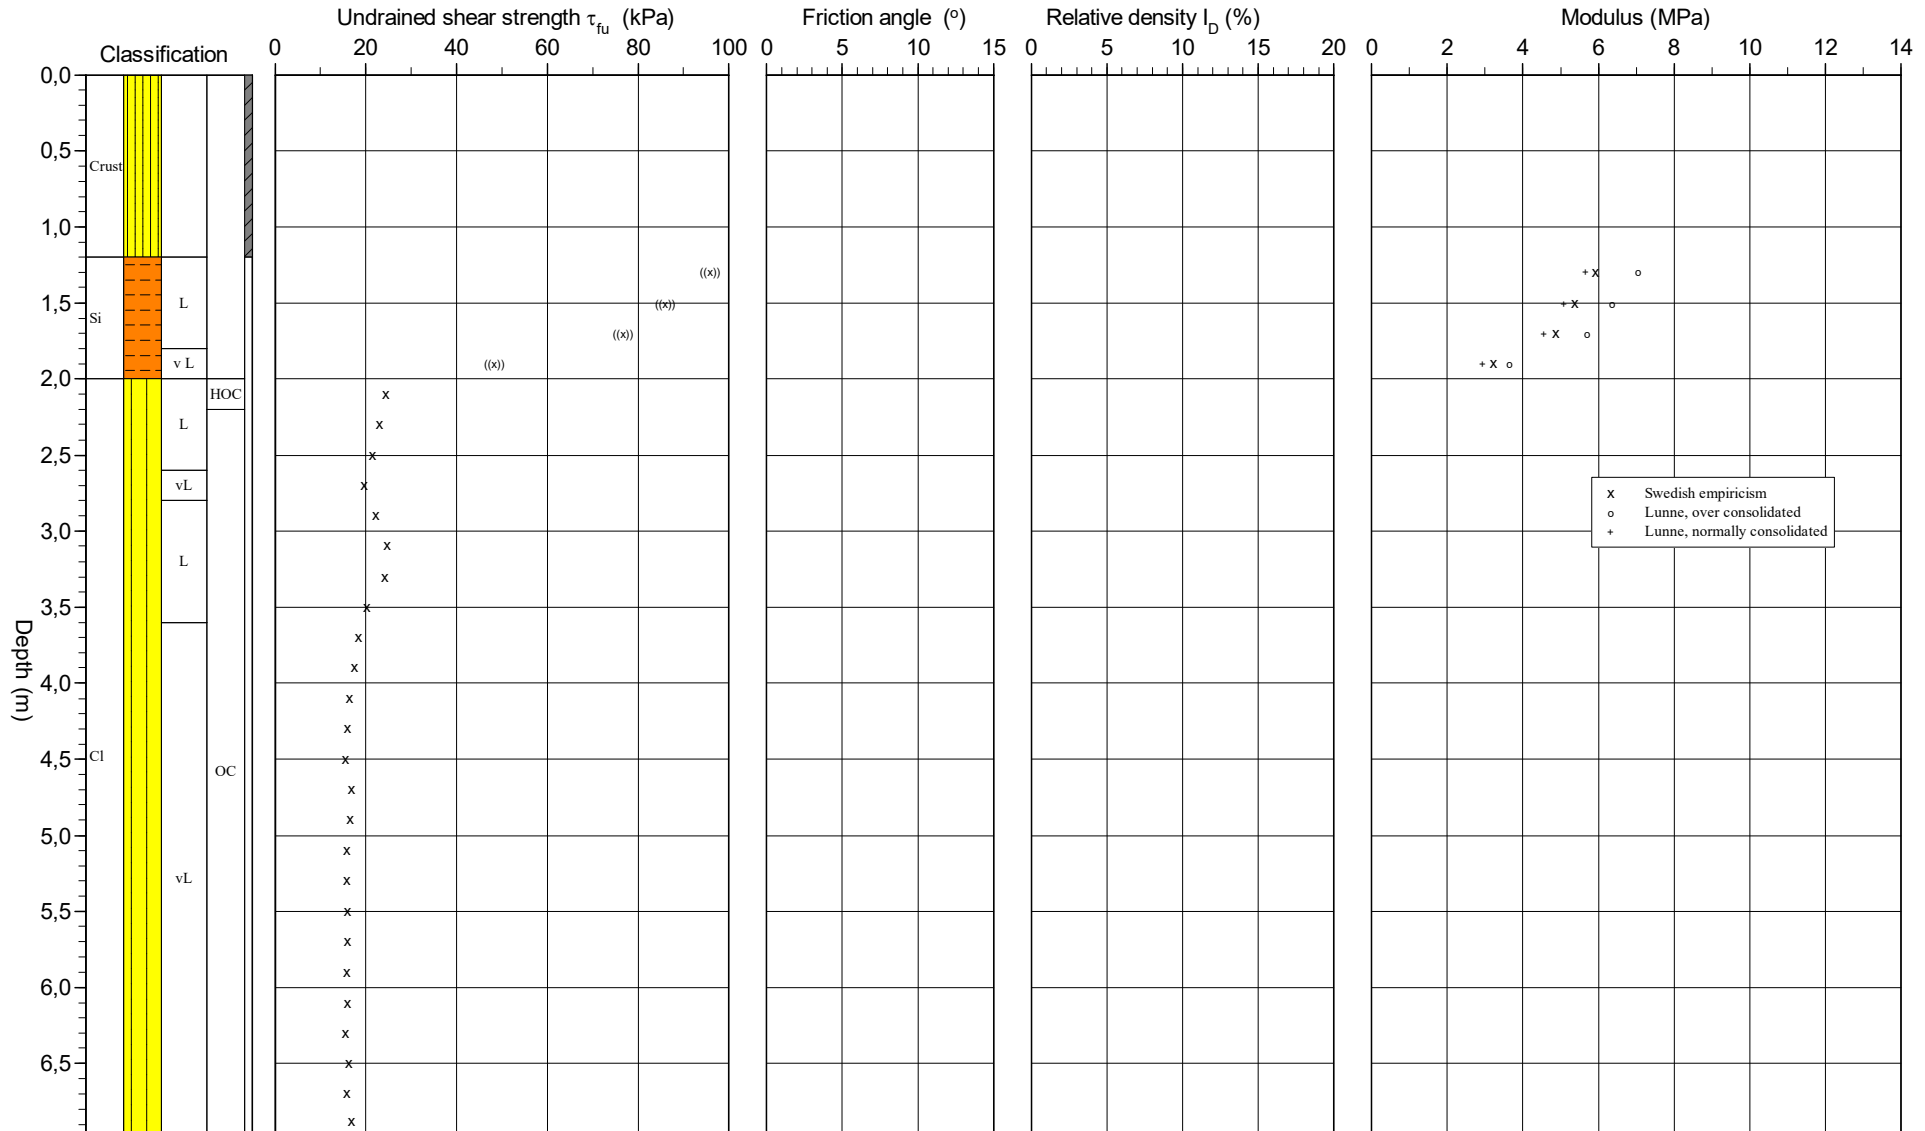 Undrained shear strength τfu (kPa)
Friction angle (o)
Relative density ID (%)
Modulus (MPa)
Classification
0 20 40 60 80 100
0 5 10 15
0 5 10 15 20
0 2 4 6 8 10 12 14
0,0
0,5
Crust
1,0
((x))
+ x o
1,5
L
((x))
+ x o
Si
((x))
+ x o
v L
((x))
+ x o
2,0
HOC
x
L
x
2,5
x
vL
x
x Swedish empiricism
o Lunne, over consolidated
+ Lunne, normally consolidated
x
3,0
x
L
x
3,5
x
Depth (m)
x
x
4,0
x
x
4,5
x
Cl
OC
x
x
5,0
x
vL
x
5,5
x
x
x
6,0
x
x
6,5
x
x
x